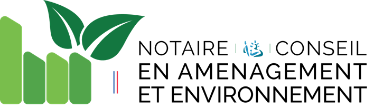 NOTAIRE CONSEIL
EN AMENAGEMENT
ET ENVIRONNEMENT